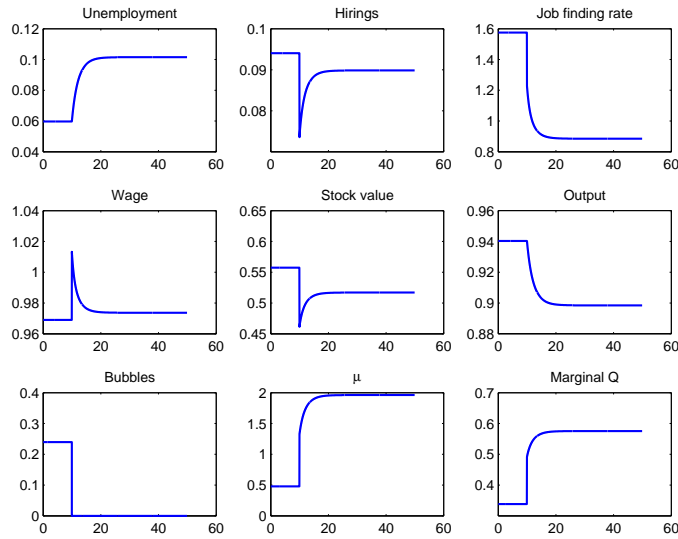 Unemployment
0.12
0.1
0.08
0.06
0.04
0 20 40 60
Hirings
0.1
0.09
0.08
0 20 40 60
Job finding rate
1.6
1.4
1.2
1
0.8
0 20 40 60
Wage
1.04
1.02
1
0.98
0.96
0 20 40 60
Stock value
0.65
0.6
0.55
0.5
0.45
0 20 40 60
Output
0.96
0.94
0.92
0.9
0.88
0 20 40 60
Bubbles
0.4
0.3
0.2
0.1
0
0 20 40 60
μ
2
1.5
1
0.5
0
0 20 40 60
Marginal Q
0.7
0.6
0.5
0.4
0.3
0 20 40 60